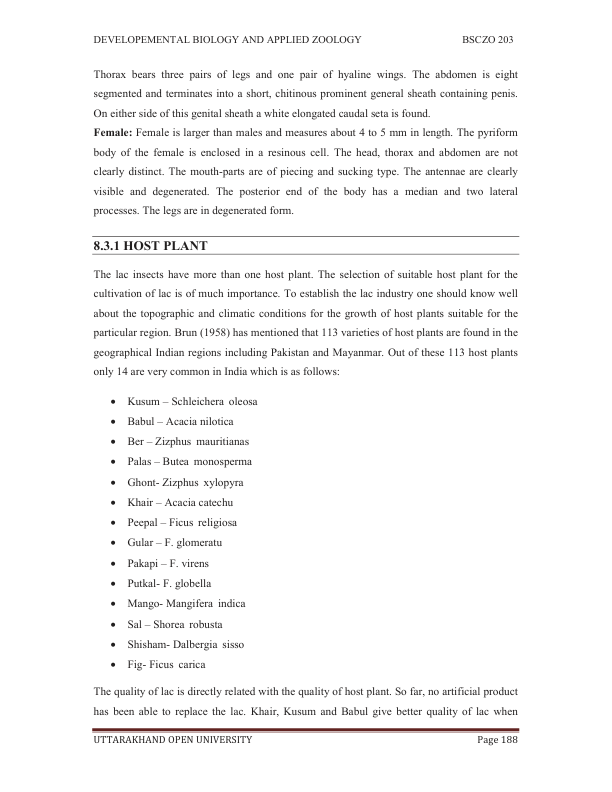 DEVELOPEMENTAL BIOLOGY AND APPLIED ZOOLOGY BSCZO 203
Thorax bears three pairs of legs and one pair of hyaline wings. The abdomen is eight
segmented and terminates into a short, chitinous prominent general sheath containing penis.
On either side of this genital sheath a white elongated caudal seta is found.
Female: Female is larger than males and measures about 4 to 5 mm in length. The pyriform
body of the female is enclosed in a resinous cell. The head, thorax and abdomen are not
clearly distinct. The mouth-parts are of piecing and sucking type. The antennae are clearly
visible and degenerated. The posterior end of the body has a median and two lateral
processes. The legs are in degenerated form.
8.3.1 HOST PLANT
The lac insects have more than one host plant. The selection of suitable host plant for the
cultivation of lac is of much importance. To establish the lac industry one should know well
about the topographic and climatic conditions for the growth of host plants suitable for the
particular region. Brun (1958) has mentioned that 113 varieties of host plants are found in the
geographical Indian regions including Pakistan and Mayanmar. Out of these 113 host plants
only 14 are very common in India which is as follows:
• Kusum – Schleichera oleosa
• Babul – Acacia nilotica
• Ber – Zizphus mauritianas
• Palas – Butea monosperma
• Ghont- Zizphus xylopyra
• Khair – Acacia catechu
• Peepal – Ficus religiosa
• Gular – F. glomeratu
• Pakapi – F. virens
• Putkal- F. globella
• Mango- Mangifera indica
• Sal – Shorea robusta
• Shisham- Dalbergia sisso
• Fig- Ficus carica
The quality of lac is directly related with the quality of host plant. So far, no artificial product
has been able to replace the lac. Khair, Kusum and Babul give better quality of lac when
UTTARAKHAND OPEN UNIVERSITY Page 188